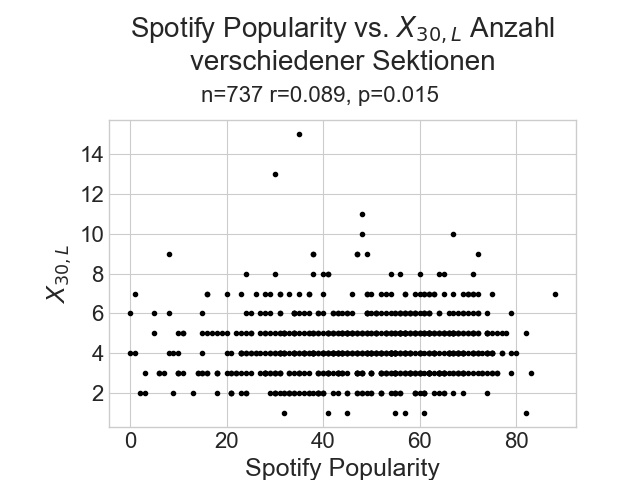 Spotify Popularity vs. X30, L Anzahl
verschiedener Sektionen
n=737 r=0.089, p=0.015
X30, L
14
12
10
8
6
4
2
0 20 40 60 80
Spotify Popularity